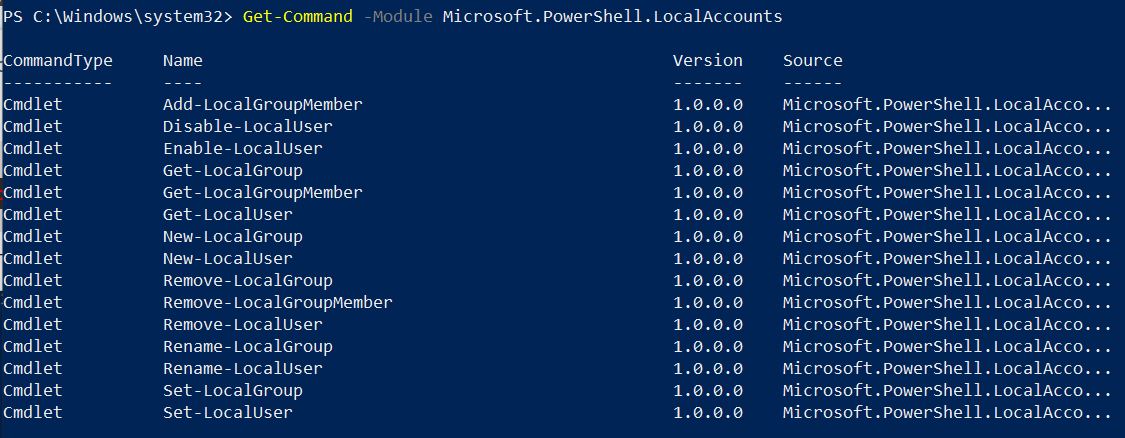 PS C:\Windows\system32> Get-Command -Module Microsoft.PowerShell.LocalAccounts
CommandType Name Version Source
----------- ---- ------- ------
Cmdlet Add-LocalGroupMember 1.0.0.0 Microsoft.PowerShell.LocalAcco...
Cmdlet Disable-LocalUser 1.0.0.0 Microsoft.PowerShell.LocalAcco...
Cmdlet Enable-LocalUser 1.0.0.0 Microsoft.PowerShell.LocalAcco...
Cmdlet Get-LocalGroup 1.0.0.0 Microsoft.PowerShell.LocalAcco...
Cmdlet Get-LocalGroupMember 1.0.0.0 Microsoft.PowerShell.LocalAcco...
Cmdlet Get-LocalUser 1.0.0.0 Microsoft.PowerShell.LocalAcco...
Cmdlet New-LocalGroup 1.0.0.0 Microsoft.PowerShell.LocalAcco...
Cmdlet New-LocalUser 1.0.0.0 Microsoft.PowerShell.LocalAcco...
Cmdlet Remove-LocalGroup 1.0.0.0 Microsoft.PowerShell.LocalAcco...
Cmdlet Remove-LocalGroupMember 1.0.0.0 Microsoft.PowerShell.LocalAcco...
Cmdlet Remove-LocalUser 1.0.0.0 Microsoft.PowerShell.LocalAcco...
Cmdlet Rename-LocalGroup 1.0.0.0 Microsoft.PowerShell.LocalAcco...
Cmdlet Rename-LocalUser 1.0.0.0 Microsoft.PowerShell.LocalAcco...
Cmdlet Set-LocalGroup 1.0.0.0 Microsoft.PowerShell.LocalAcco...
Cmdlet Set-LocalUser 1.0.0.0 Microsoft.PowerShell.LocalAcco...